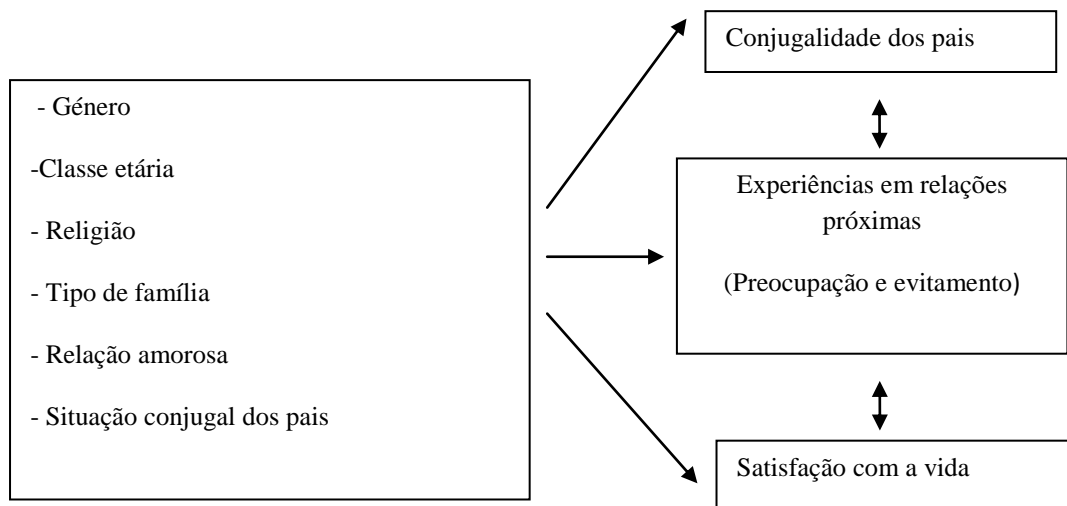 - Género
-Classe etária
- Religião
- Tipo de família
- Relação amorosa
- Situação conjugal dos pais
Conjugalidade dos pais
Experiências em relações
próximas
(Preocupação e evitamento)
Satisfação com a vida